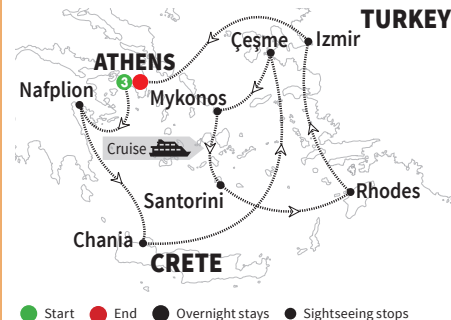 TURKEY
Çeşme
Izmir
ATHENS
3
Nafplion
Mykonos
Cruise
Santorini
Rhodes
Chania
CRETE
Start End Overnight stays Sightseeing stops